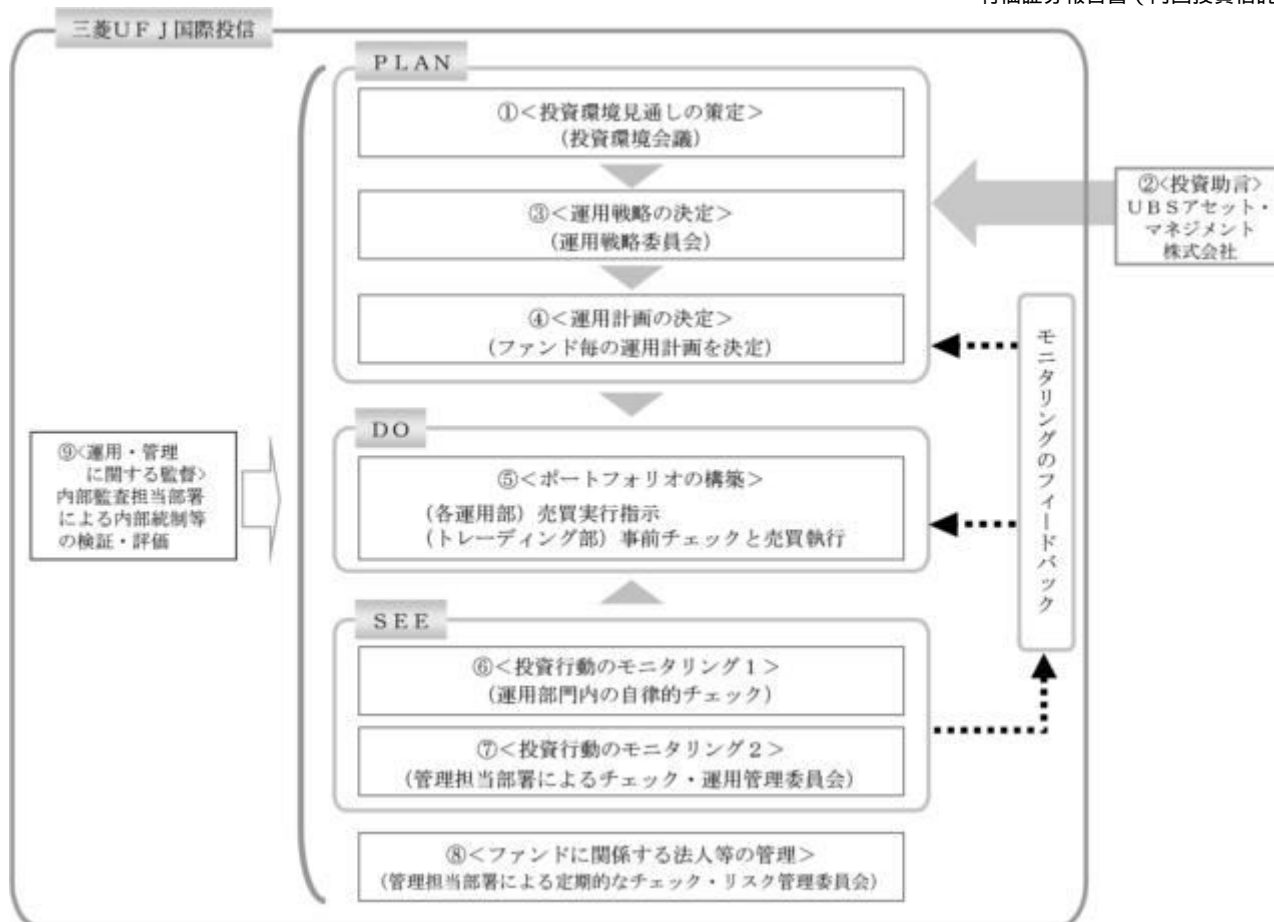 三菱UFJ国際投信
PLAN
①<投資環境見通しの策定>
(投資環境会議)
③<運用戦略の決定>
(運用戦略委員会)
④<運用計画の決定>
(ファンド毎の運用計画を決定)
②<投資助言>
UBSアセット・
マネジメント
株式会社
モニタリングのフィードバック
DO
⑤<ポートフォリオの構築>
(各運用部)売買実行指示
(トレーディング部)事前チェックと売買執行
⑨<運用・管理
に関する監督>
内部監査担当部署
による内部統制等
の検証・評価
SEE
⑥<投資行動のモニタリング1>
(運用部門内の自律的チェック)
⑦<投資行動のモニタリング2>
(管理担当部署によるチェック・運用管理委員会)
⑧<ファンドに関係する法人等の管理>
(管理担当部署による定期的なチェック・リスク管理委員会)